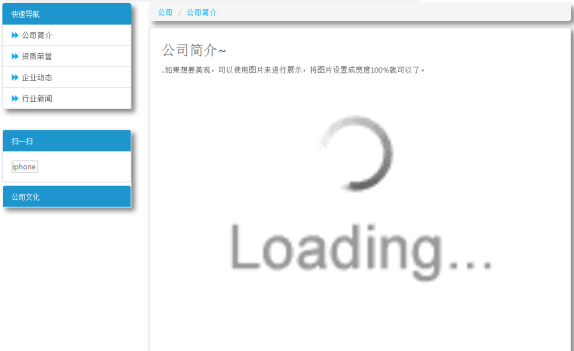 快速导航
公司简介
资质荣誉
企业动态
行业新闻
扫一扫
iphone
公司文化
公司 / 公司简介
公司简介~
..如果想要美观，可以使用图片来进行展示，将图片设置成宽度100%就可以了。
Loading...